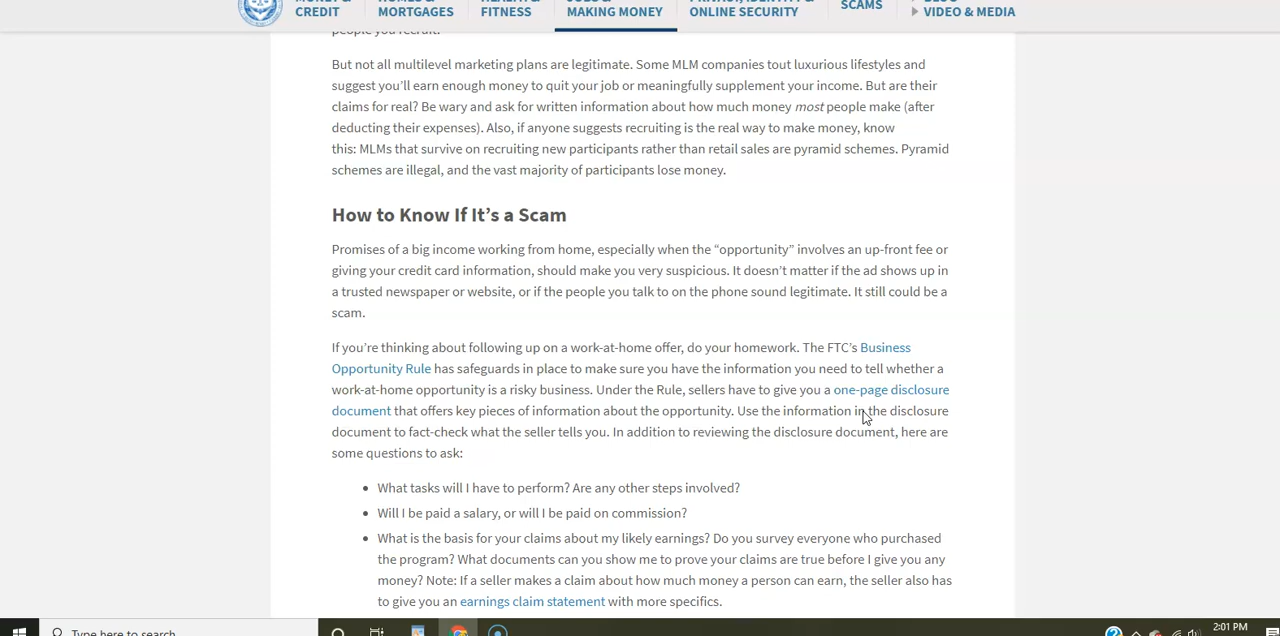 CREDIT
MORTGAGES
FITNESS
MAKING MONEY
ONLINE SECURITY
SCAMS
VIDEO & MEDIA
people you recruit.
But not all multilevel marketing plans are legitimate. Some MLM companies tout luxurious lifestyles and
suggest you'll earn enough money to quit your job or meaningfully supplement your income. But are their
claims for real? Be wary and ask for written information about how much money most people make (after
deducting their expenses). Also, if anyone suggests recruiting is the real way to make money, know
this: MLMs that survive on recruiting new participants rather than retail sales are pyramid schemes. Pyramid
schemes are illegal, and the vast majority of participants lose money.
How to Know If It's a Scam
Promises of a big income working from home, especially when the “opportunity” involves an up-front fee or
giving your credit card information, should make you very suspicious. It doesn't matter if the ad shows up in
a trusted newspaper or website, or if the people you talk to on the phone sound legitimate. It still could be a
scam.
If you're thinking about following up on a work-at-home offer, do your homework. The FTC's Business
Opportunity Rule has safeguards in place to make sure you have the information you need to tell whether a
work-at-home opportunity is a risky business. Under the Rule, sellers have to give you a one-page disclosure
document that offers key pieces of information about the opportunity. Use the information in the disclosure
document to fact-check what the seller tells you. In addition to reviewing the disclosure document, here are
some questions to ask:
• What tasks will I have to perform? Are any other steps involved?
• Will I be paid a salary, or will I be paid on commission?
• What is the basis for your claims about my likely earnings? Do you survey everyone who purchased
the program? What documents can you show me to prove your claims are true before I give you any
money? Note: If a seller makes a claim about how much money a person can earn, the seller also has
to give you an earnings claim statement with more specifics.
Type here to search
2:01 PM